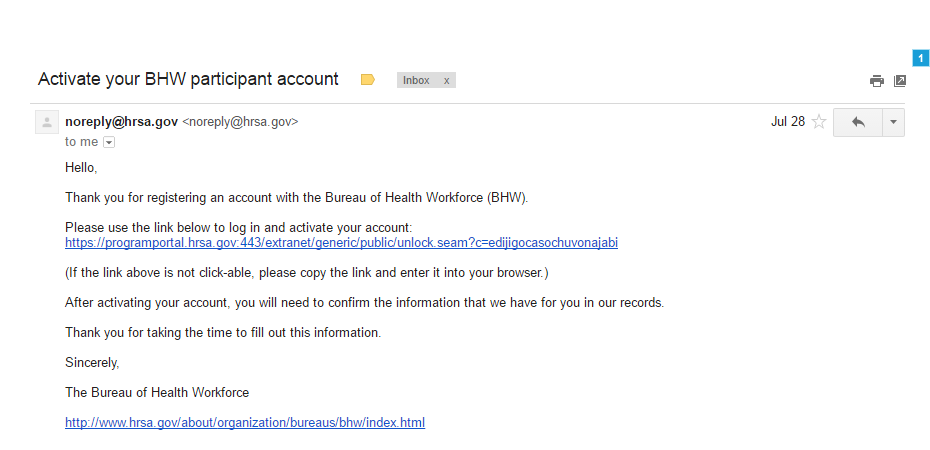 1
Activate your BHW participant account
Inbox x
noreply@hrsa.gov <noreply@hrsa.gov>
Jul 28
to me
Hello,
Thank you for registering an account with the Bureau of Health Workforce (BHW).
Please use the link below to log in and activate your account:
https://programportal.hrsa.gov:443/extranet/generic/public/unlock.seam?c=edijigocasochuvonajabi
(If the link above is not click-able, please copy the link and enter it into your browser.)
After activating your account, you will need to confirm the information that we have for you in our records.
Thank you for taking the time to fill out this information.
Sincerely,
The Bureau of Health Workforce
http://www.hrsa.gov/about/organization/bureaus/bhw/index.html